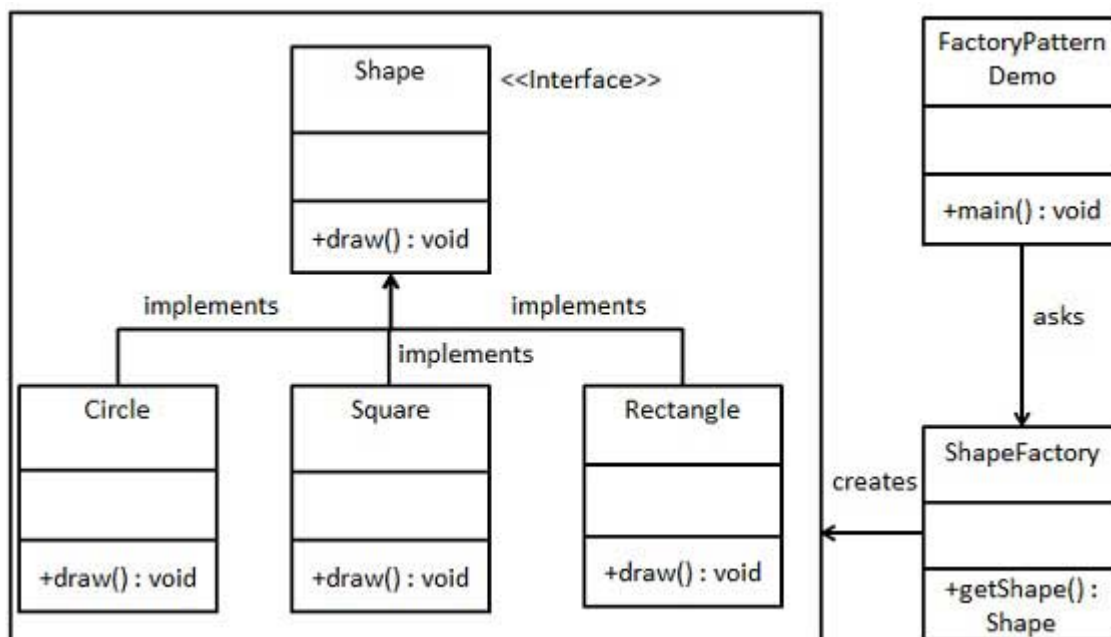 Shape
<<Interface>>
+draw() : void
implements
implements
implements
Circle
+draw() : void
Square
+draw() : void
Rectangle
+draw() : void
FactoryPattern
Demo
+main() : void
asks
ShapeFactory
creates
+getShape() :
Shape